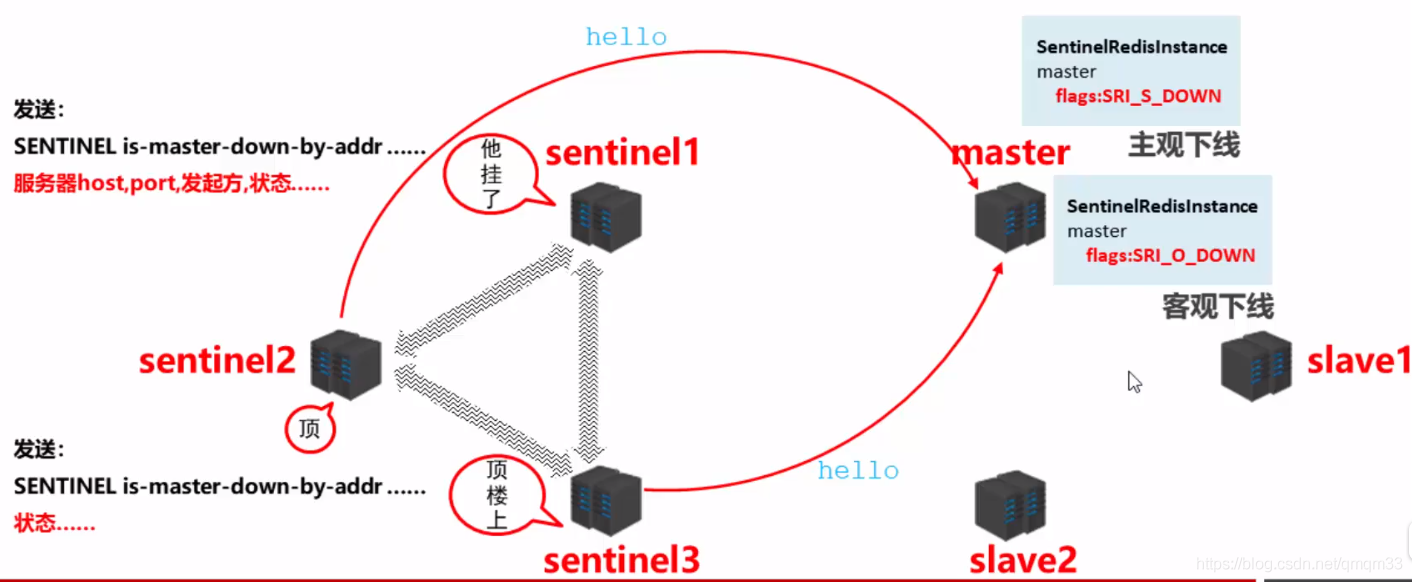 hello
SentinelRedisInstance
master
flags:SRI_S_DOWN
主观下线
发送：
SENTINEL is-master-down-by-addr ……
服务器host,port,发起方,状态……
他
挂
了
sentinel1
master
SentinelRedisInstance
master
flags:SRI_O_DOWN
客观下线
sentinel2
slave1
顶
发送：
SENTINEL is-master-down-by-addr ……
状态……
顶
楼
上
hello
sentinel3
slave2
https://blog.csdn.net/qmqm33